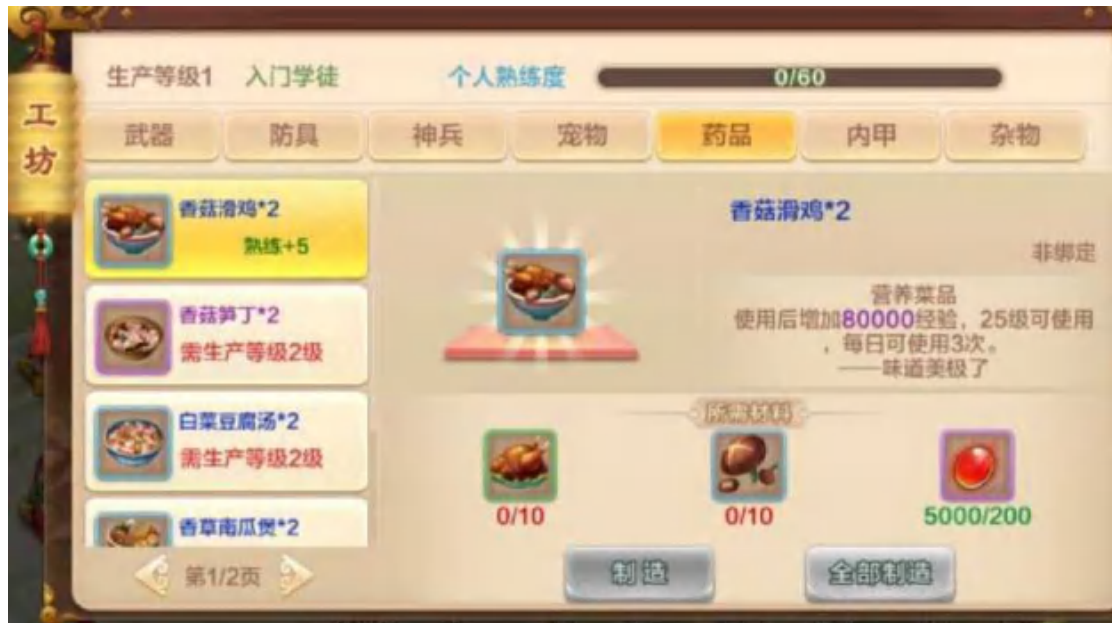 工坊
生产等级1 入门学徒 个人熟练度 0/60
武器 防具 神兵 宠物 药品 内甲 杂物
香菇滑鸡*2
熟练+5
香菇笋丁*2
需生产等级2级
白菜豆腐汤*2
需生产等级2级
香草南瓜煲*2
第1/2页
香菇滑鸡*2
非绑定
营养菜品
使用后增加80000经验，25级可使用
，每日可使用3次。
——味道美极了
所需材料
0/10 0/10 5000/200
制造 全部制造